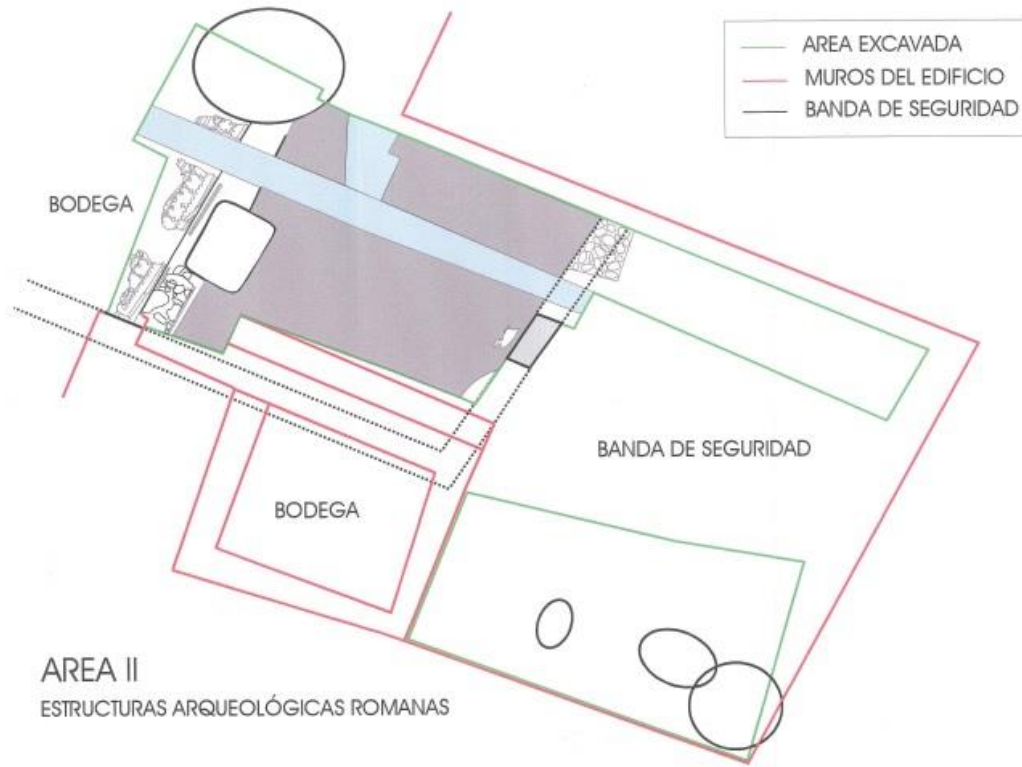 AREA EXCAVADA
MUROS DEL EDIFICIO
BANDA DE SEGURIDAD
BODEGA
BANDA DE SEGURIDAD
BODEGA
AREA II
ESTRUCTURAS ARQUEOLÓGICAS ROMANAS